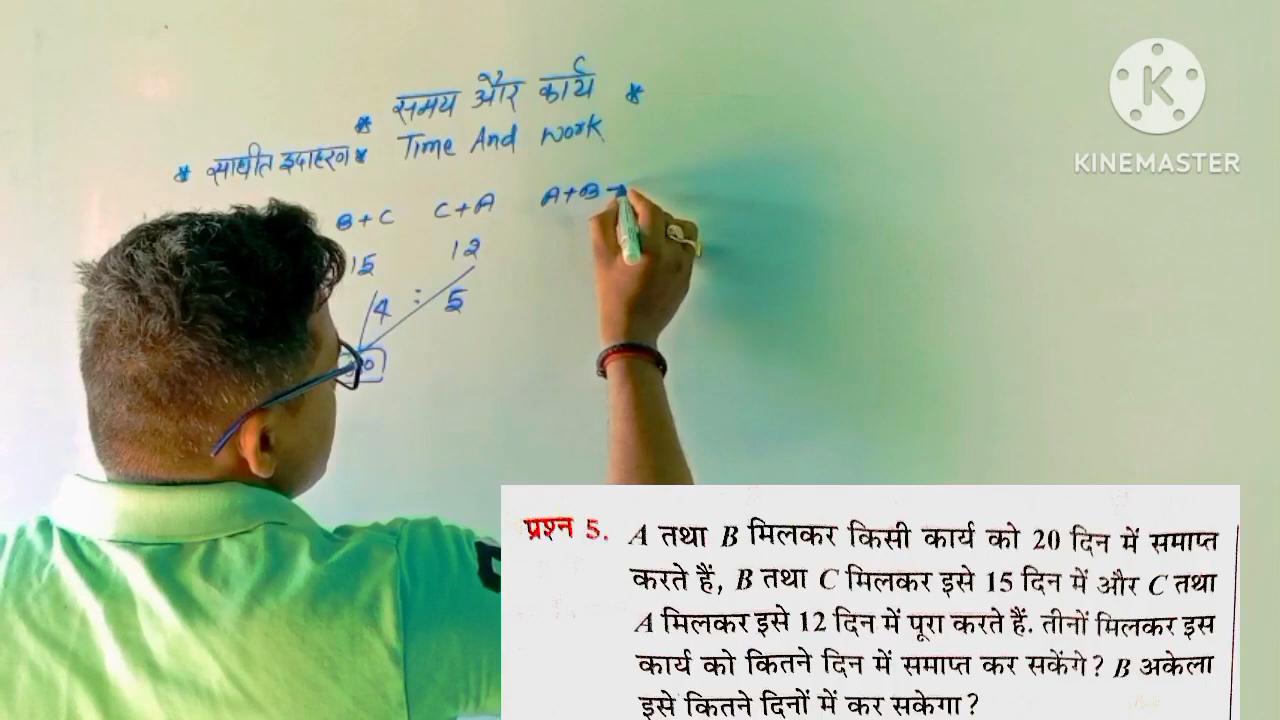 * समय और कार्य *
* साधीत इदाहरण * Time And work
B+C C+A A+B
15 12
4 : 5
KINEMASTER
प्रश्न 5. A तथा B मिलकर किसी कार्य को 20 दिन में समाप्त
करते हैं, B तथा C मिलकर इसे 15 दिन में और C तथा
A मिलकर इसे 12 दिन में पूरा करते हैं. तीनों मिलकर इस
कार्य को कितने दिन में समाप्त कर सकेंगे? B अकेला
इसे कितने दिनों में कर सकेगा?